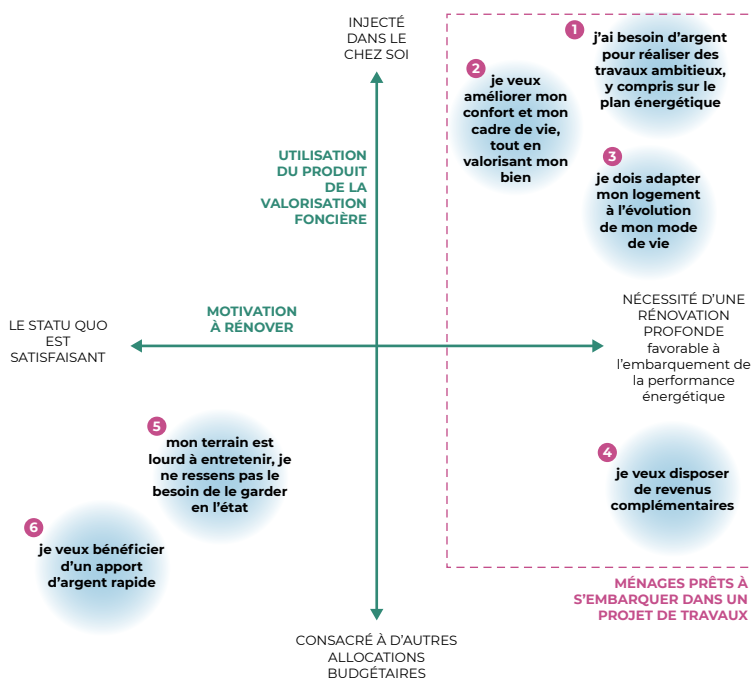 INJECTÉ
DANS LE
CHEZ SOI
1
j'ai besoin d'argent
pour réaliser des
travaux ambitieux,
y compris sur le
plan énergétique
2
je veux
améliorer mon
confort et mon
cadre de vie,
tout en
valorisant mon
bien
3
je dois adapter
mon logement
à l'évolution
de mon mode
de vie
UTILISATION
DU PRODUIT
DE LA
VALORISATION
FONCIÈRE
MOTIVATION
À RÉNOVER
LE STATU QUO
EST
SATISFAISANT
NÉCESSITÉ D'UNE
RÉNOVATION
PROFONDE
favorable à
l'embarquement de
la performance
énergétique
5
mon terrain est
lourd à entretenir, je
ne ressens pas le
besoin de le garder
en l'état
4
je veux disposer
de revenus
complémentaires
6
je veux bénéficier
d'un apport
d'argent rapide
MÉNAGES PRÊTS À
S'EMBARQUER DANS UN
PROJET DE TRAVAUX
CONSACRÉ À D'AUTRES
ALLOCATIONS
BUDGÉTAIRES